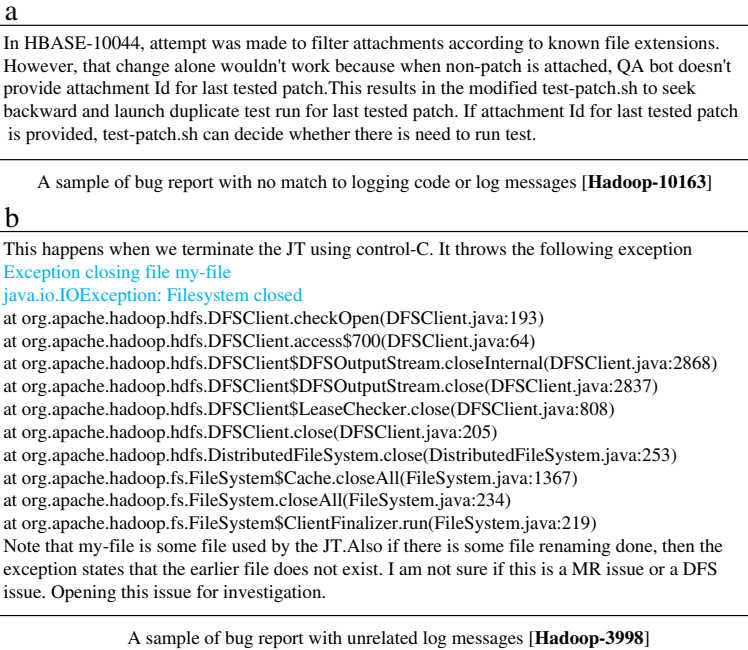 a
In HBASE-10044, attempt was made to filter attachments according to known file extensions.
However, that change alone wouldn't work because when non-patch is attached, QA bot doesn't
provide attachment Id for last tested patch.This results in the modified test-patch.sh to seek
backward and launch duplicate test run for last tested patch. If attachment Id for last tested patch
is provided, test-patch.sh can decide whether there is need to run test.
A sample of bug report with no match to logging code or log messages [Hadoop-10163]
b
This happens when we terminate the JT using control-C. It throws the following exception
Exception closing file my-file
java.io.IOException: Filesystem closed
at org.apache.hadoop.hdfs.DFSClient.checkOpen(DFSClient.java:193)
at org.apache.hadoop.hdfs.DFSClient.access$700(DFSClient.java:64)
at org.apache.hadoop.hdfs.DFSClient$DFSOutputStream.closeInternal(DFSClient.java:2868)
at org.apache.hadoop.hdfs.DFSClient$DFSOutputStream.close(DFSClient.java:2837)
at org.apache.hadoop.hdfs.DFSClient$LeaseChecker.close(DFSClient.java:808)
at org.apache.hadoop.hdfs.DFSClient.close(DFSClient.java:205)
at org.apache.hadoop.hdfs.DistributedFileSystem.close(DistributedFileSystem.java:253)
at org.apache.hadoop.fs.FileSystem$Cache.closeAll(FileSystem.java:1367)
at org.apache.hadoop.fs.FileSystem.closeAll(FileSystem.java:234)
at org.apache.hadoop.fs.FileSystem$ClientFinalizer.run(FileSystem.java:219)
Note that my-file is some file used by the JT.Also if there is some file renaming done, then the
exception states that the earlier file does not exist. I am not sure if this is a MR issue or a DFS
issue. Opening this issue for investigation.
A sample of bug report with unrelated log messages [Hadoop-3998]